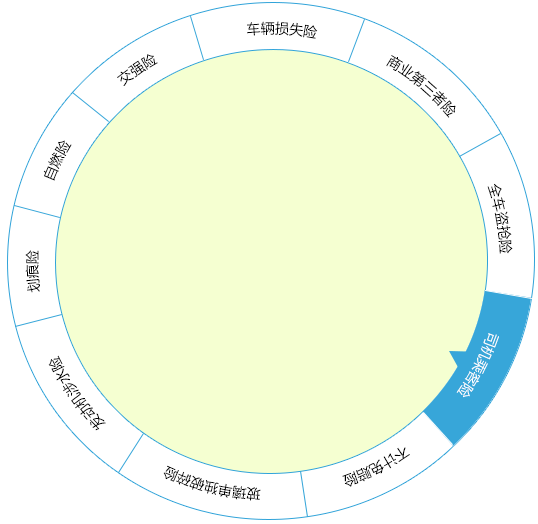 车辆损失险
商业第三者险
全车盗抢险
司机乘客险
不计免赔险
玻璃单独破碎险
发动机涉水险
划痕险
自燃险
交强险